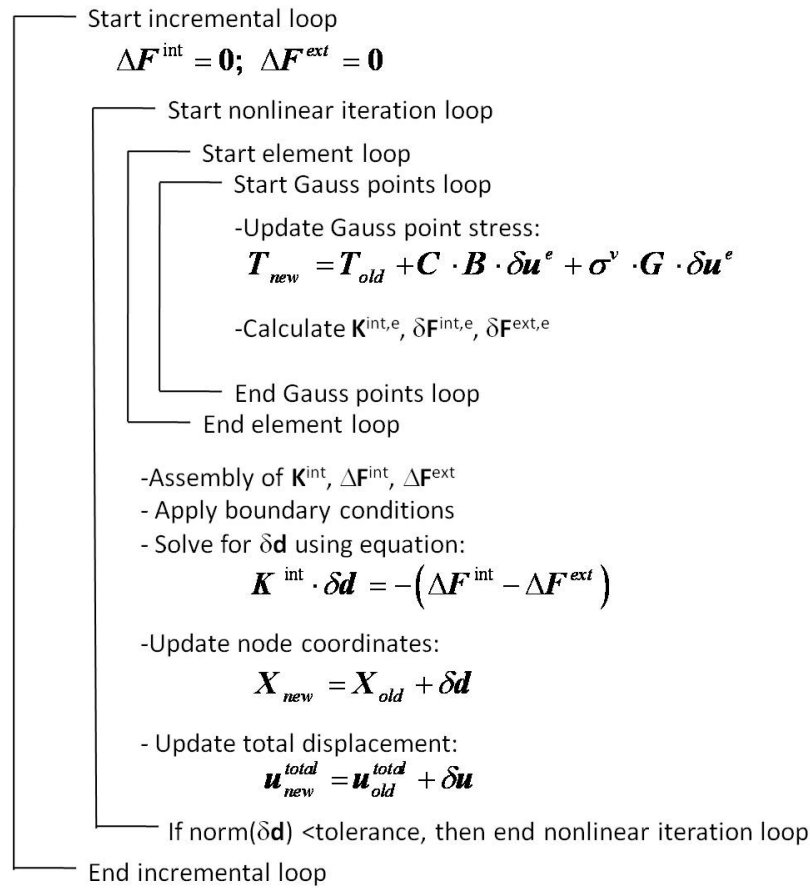 Start incremental loop
ΔF^int = 0; ΔF^ext = 0
Start nonlinear iteration loop
Start element loop
Start Gauss points loop
-Update Gauss point stress:
T_new = T_old + C · B · δu^e + σ^v · G · δu^e
-Calculate K^int,e, δF^int,e, δF^ext,e
End Gauss points loop
End element loop
-Assembly of K^int, ΔF^int, ΔF^ext
- Apply boundary conditions
- Solve for δd using equation:
K^int · δd = -(ΔF^int - ΔF^ext)
-Update node coordinates:
X_new = X_old + δd
- Update total displacement:
u_new^total = u_old^total + δu
If norm(δd) <tolerance, then end nonlinear iteration loop
End incremental loop